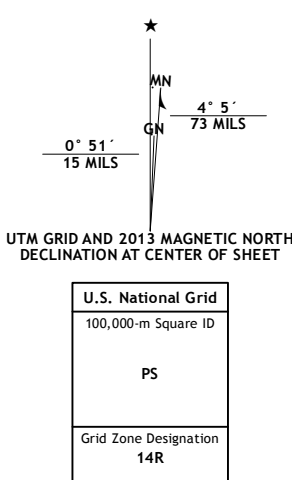 ★
MN
4° 5´
73 MILS
GN
0° 51´
15 MILS
UTM GRID AND 2013 MAGNETIC NORTH
DECLINATION AT CENTER OF SHEET
U.S. National Grid
100,000-m Square ID
PS
Grid Zone Designation
14R